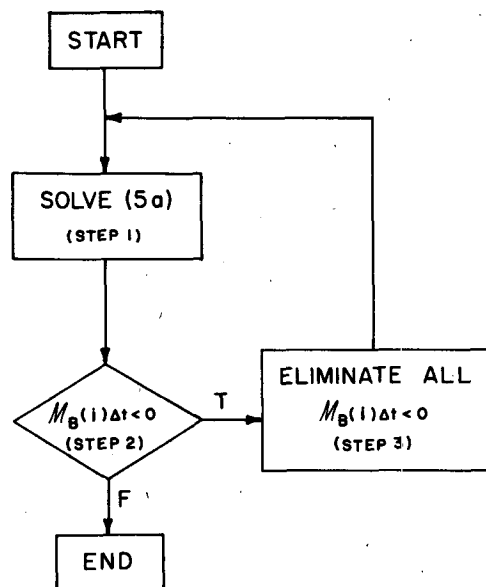 START
SOLVE (5a)
(STEP 1)
M_B(i)Δt<0
(STEP 2)
T
ELIMINATE ALL
M_B(i)Δt<0
(STEP 3)
F
END